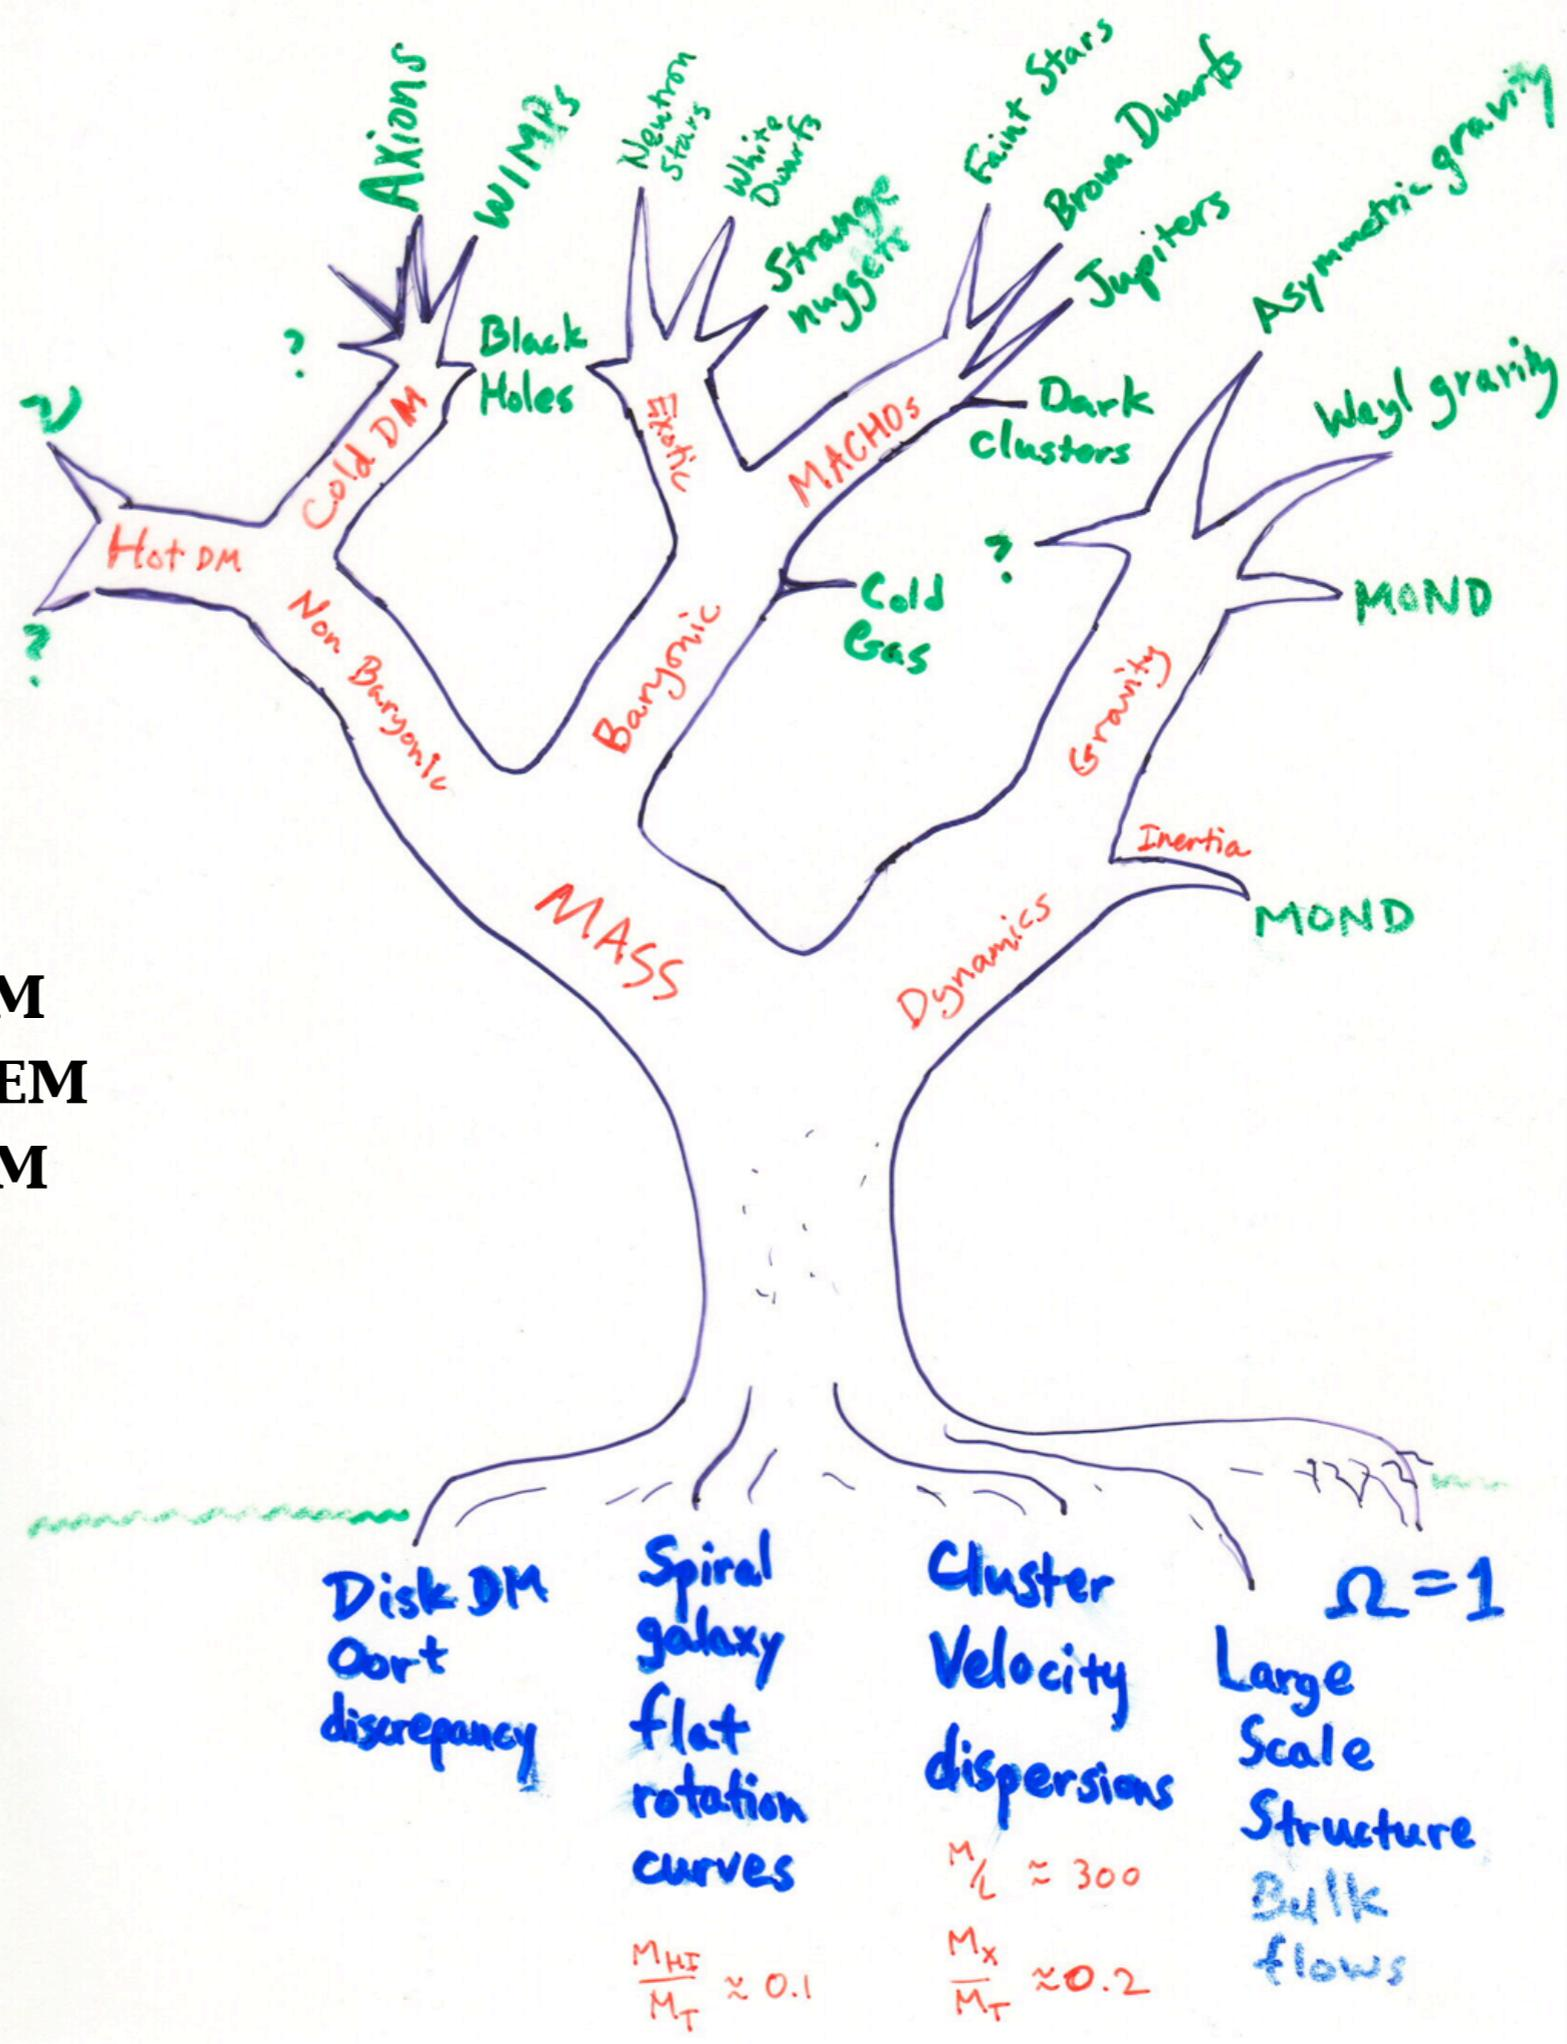 Axions
WIMPs
Neutron
Stars
White
Dwarfs
Strange
nuggets
Faint Stars
Brown Dwarfs
Jupiters
Asymmetric gravity
Weyl gravity
?
Black
Holes
ν
Cold DM
Exotic
MACHOs
Dark
clusters
Hot DM
?
?
MOND
Cold
Gas
Non Baryonic
Baryonic
Gravity
Inertia
MOND
MASS
Dynamics
M
EM
M
Disk DM
Oort
discrepancy
Spiral
galaxy
flat
rotation
curves
M_HI/M_T ≈ 0.1
Cluster
Velocity
dispersions
M/L ≈ 300
M_X/M_T ≈ 0.2
Ω=1
Large
Scale
Structure
Bulk
flows